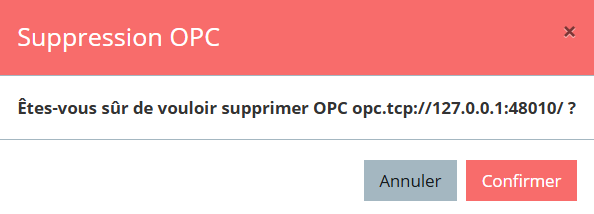 Suppression OPC
×
Êtes-vous sûr de vouloir supprimer OPC opc.tcp://127.0.0.1:48010/ ?
Annuler
Confirmer